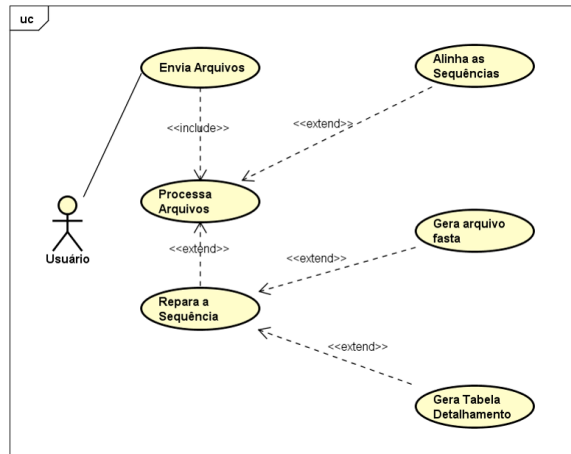 uc
Envia Arquivos
Alinha as
Sequências
<<include>>
<<extend>>
Processa
Arquivos
Usuário
Gera arquivo
fasta
<<extend>>
<<extend>>
Repara a
Sequência
<<extend>>
Gera Tabela
Detalhamento